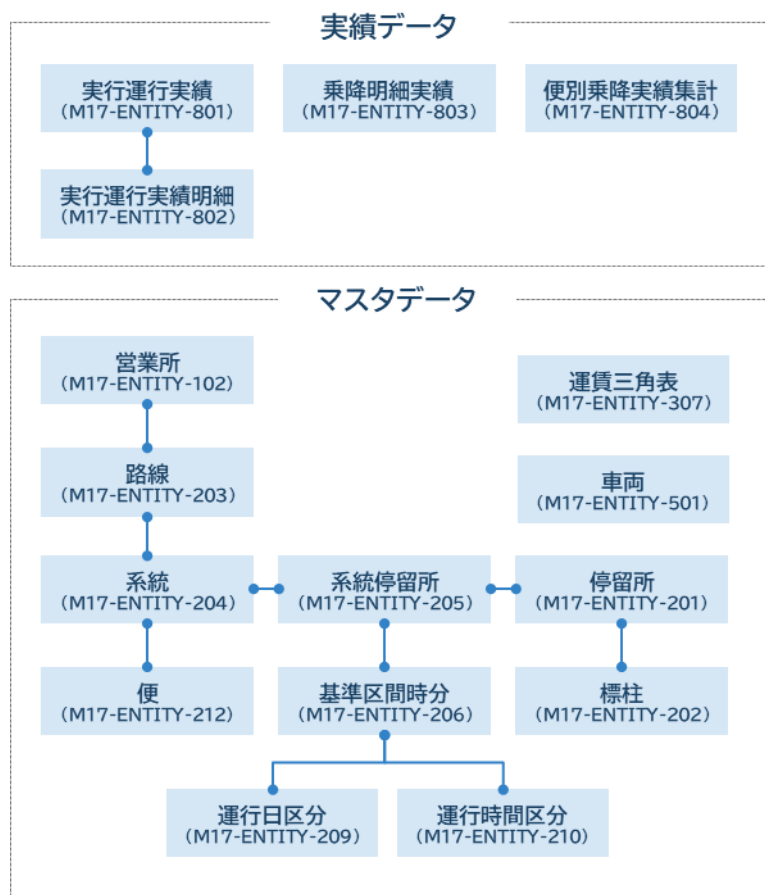 実績データ
実行運行実績
(M17-ENTITY-801)
乗降明細実績
(M17-ENTITY-803)
便別乗降実績集計
(M17-ENTITY-804)
実行運行実績明細
(M17-ENTITY-802)
マスタデータ
営業所
(M17-ENTITY-102)
運賃三角表
(M17-ENTITY-307)
路線
(M17-ENTITY-203)
車両
(M17-ENTITY-501)
系統
(M17-ENTITY-204)
系統停留所
(M17-ENTITY-205)
停留所
(M17-ENTITY-201)
便
(M17-ENTITY-212)
基準区間時分
(M17-ENTITY-206)
標柱
(M17-ENTITY-202)
運行日区分
(M17-ENTITY-209)
運行時間区分
(M17-ENTITY-210)